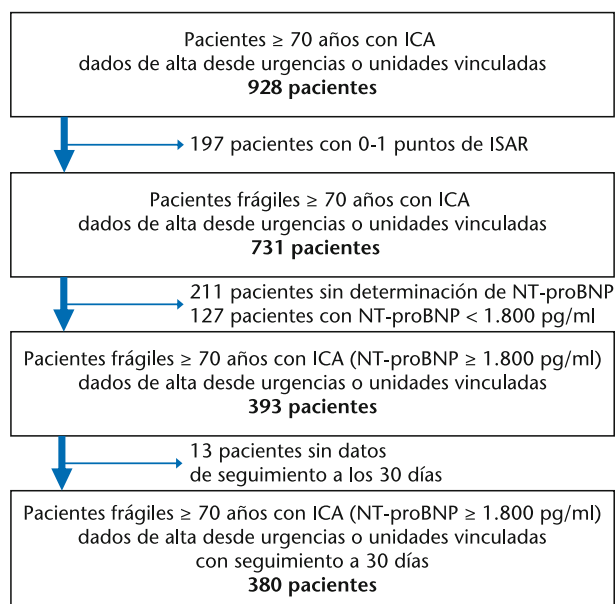 Pacientes ≥ 70 años con ICA
dados de alta desde urgencias o unidades vinculadas
928 pacientes
197 pacientes con 0-1 puntos de ISAR
Pacientes frágiles ≥ 70 años con ICA
dados de alta desde urgencias o unidades vinculadas
731 pacientes
211 pacientes sin determinación de NT-proBNP
127 pacientes con NT-proBNP < 1.800 pg/ml
Pacientes frágiles ≥ 70 años con ICA (NT-proBNP ≥ 1.800 pg/ml)
dados de alta desde urgencias o unidades vinculadas
393 pacientes
13 pacientes sin datos
de seguimiento a los 30 días
Pacientes frágiles ≥ 70 años con ICA (NT-proBNP ≥ 1.800 pg/ml)
dados de alta desde urgencias o unidades vinculadas
con seguimiento a 30 días
380 pacientes